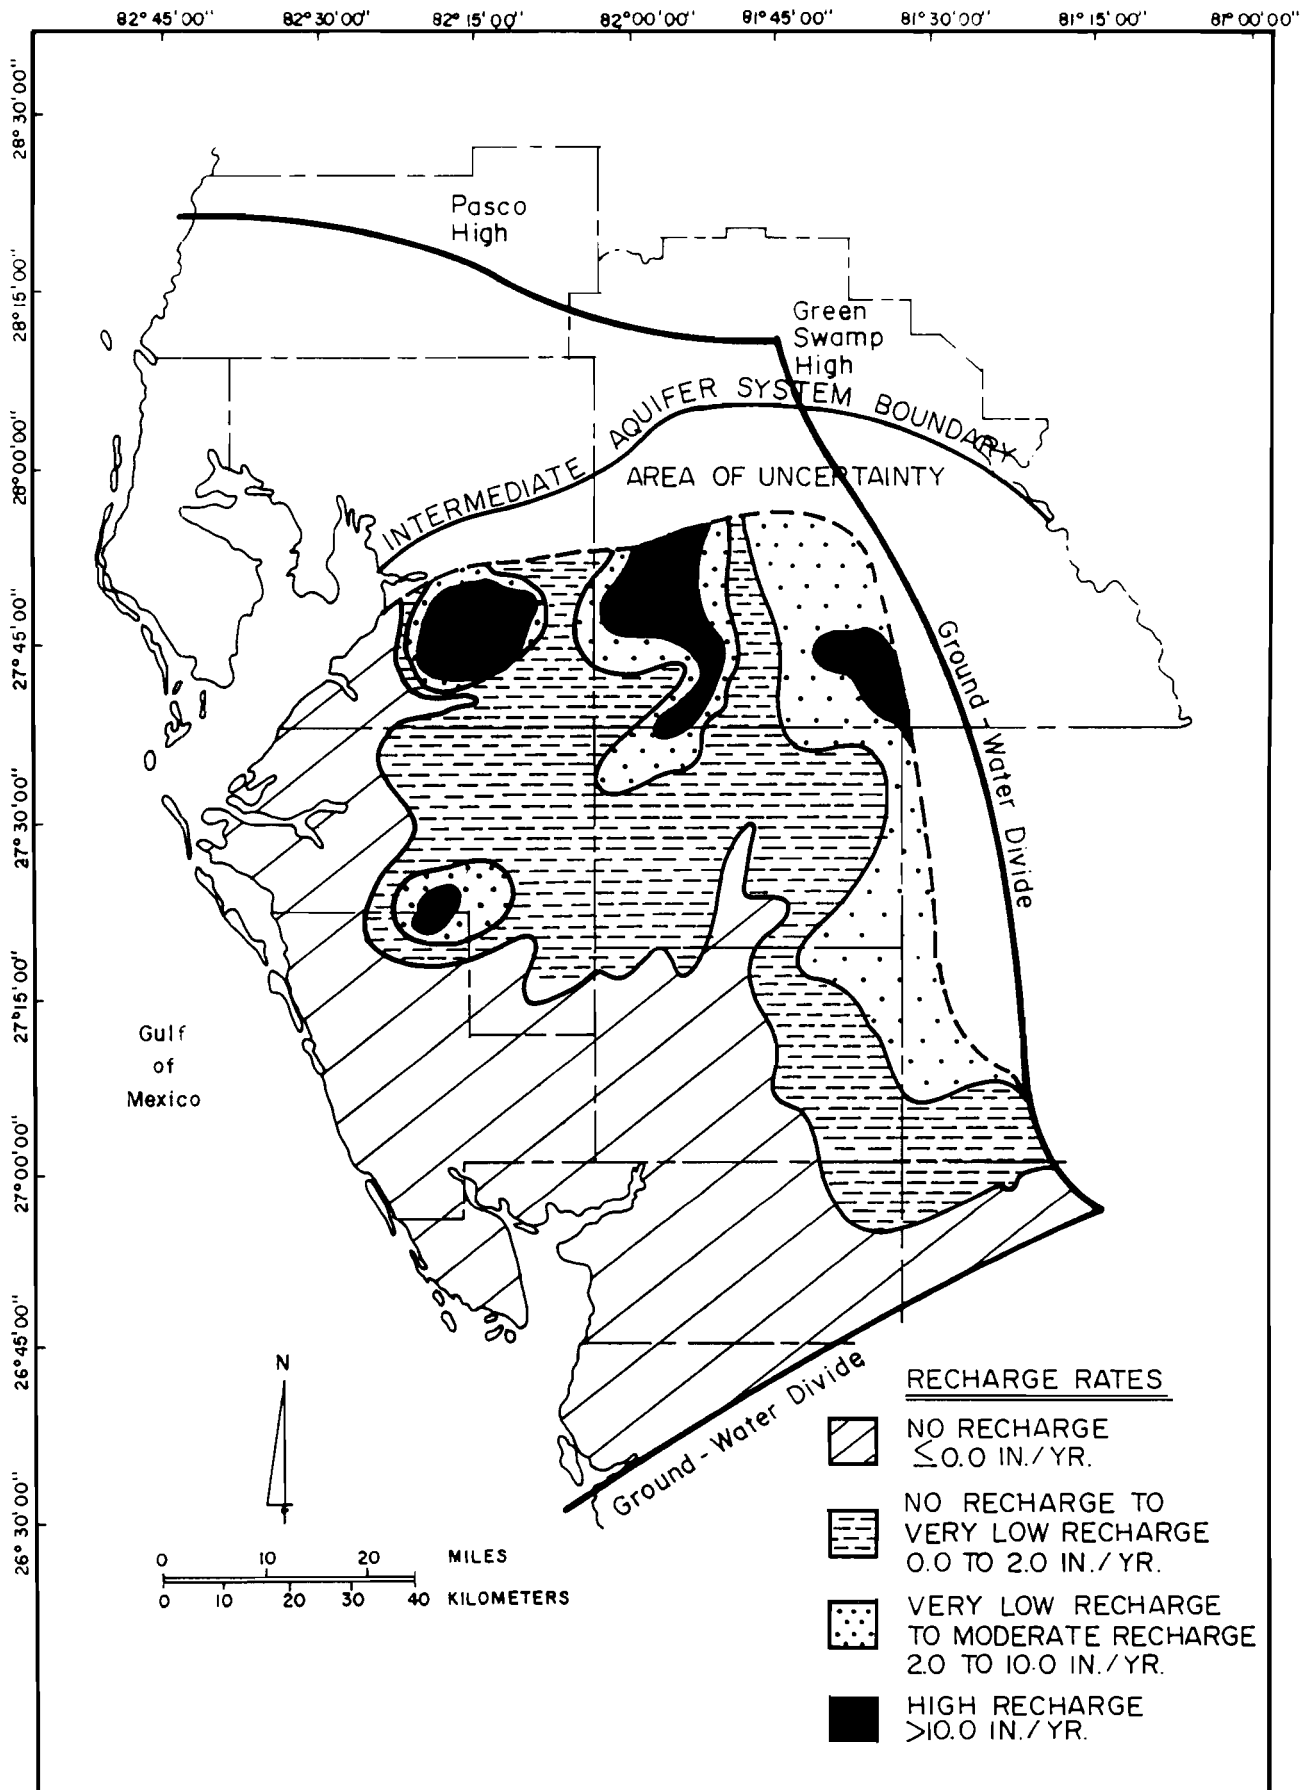 82°45'00" 82°30'00" 82°15'00" 82°00'00" 81°45'00" 81°30'00" 81°15'00" 81°00'00"
28°30'00"
28°15'00"
28°00'00"
27°45'00"
27°30'00"
27°15'00"
27°00'00"
26°45'00"
26°30'00"
Pasco
High
Green
Swamp
High
INTERMEDIATE AQUIFER SYSTEM BOUNDARY
AREA OF UNCERTAINTY
Ground-Water Divide
Gulf
of
Mexico
Ground-Water Divide
N
0 10 20 MILES
0 10 20 30 40 KILOMETERS
RECHARGE RATES
NO RECHARGE
≤0.0 IN./YR.
NO RECHARGE TO
VERY LOW RECHARGE
0.0 TO 2.0 IN./YR.
VERY LOW RECHARGE
TO MODERATE RECHARGE
2.0 TO 10.0 IN./YR.
HIGH RECHARGE
>10.0 IN./YR.